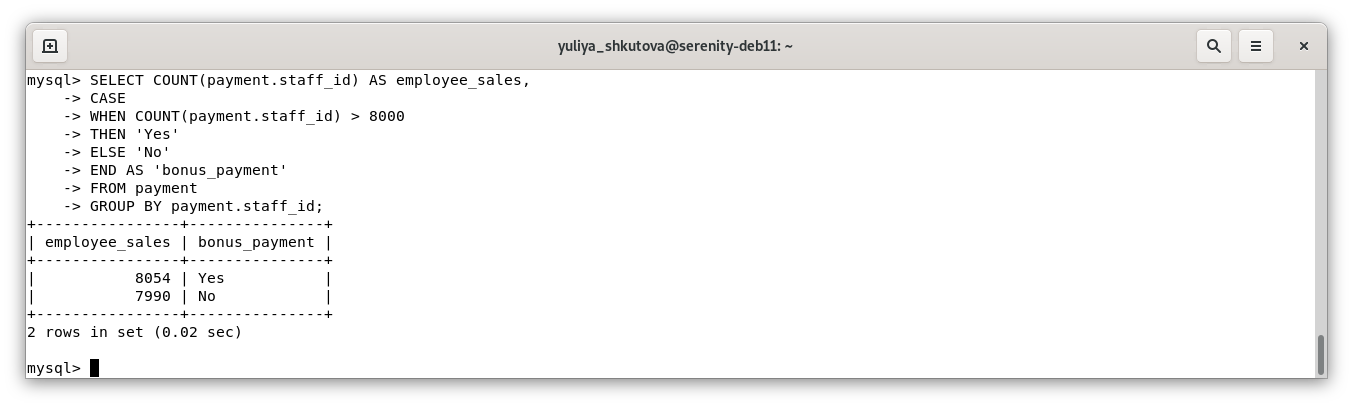 yuliya_shkutova@serenity-deb11: ~
mysql> SELECT COUNT(payment.staff_id) AS employee_sales,
    -> CASE
    -> WHEN COUNT(payment.staff_id) > 8000
    -> THEN 'Yes'
    -> ELSE 'No'
    -> END AS 'bonus_payment'
    -> FROM payment
    -> GROUP BY payment.staff_id;
+----------------+---------------+
| employee_sales | bonus_payment |
+----------------+---------------+
|           8054 | Yes           |
|           7990 | No            |
+----------------+---------------+
2 rows in set (0.02 sec)
mysql>